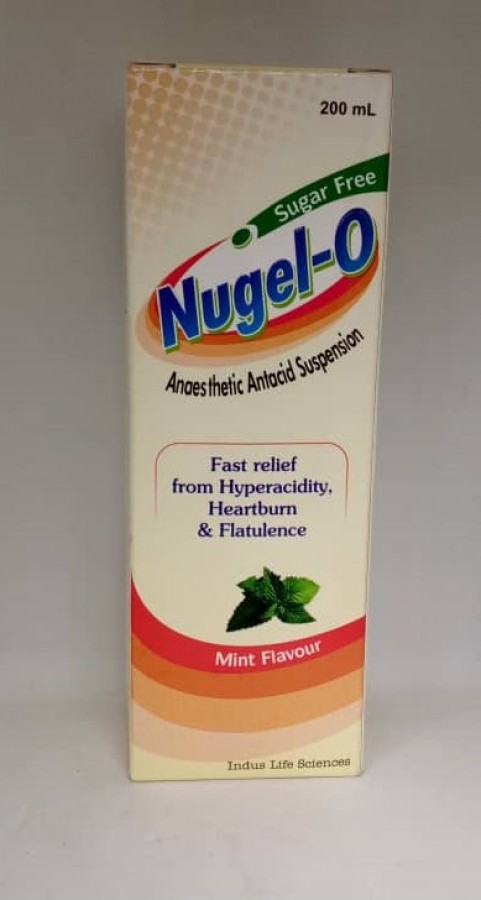 200 mL
Sugar Free
Nugel-O
Anaesthetic Antacid Suspension
Fast relief
from Hyperacidity,
Heartburn
& Flatulence
Mint Flavour
Indus Life Sciences